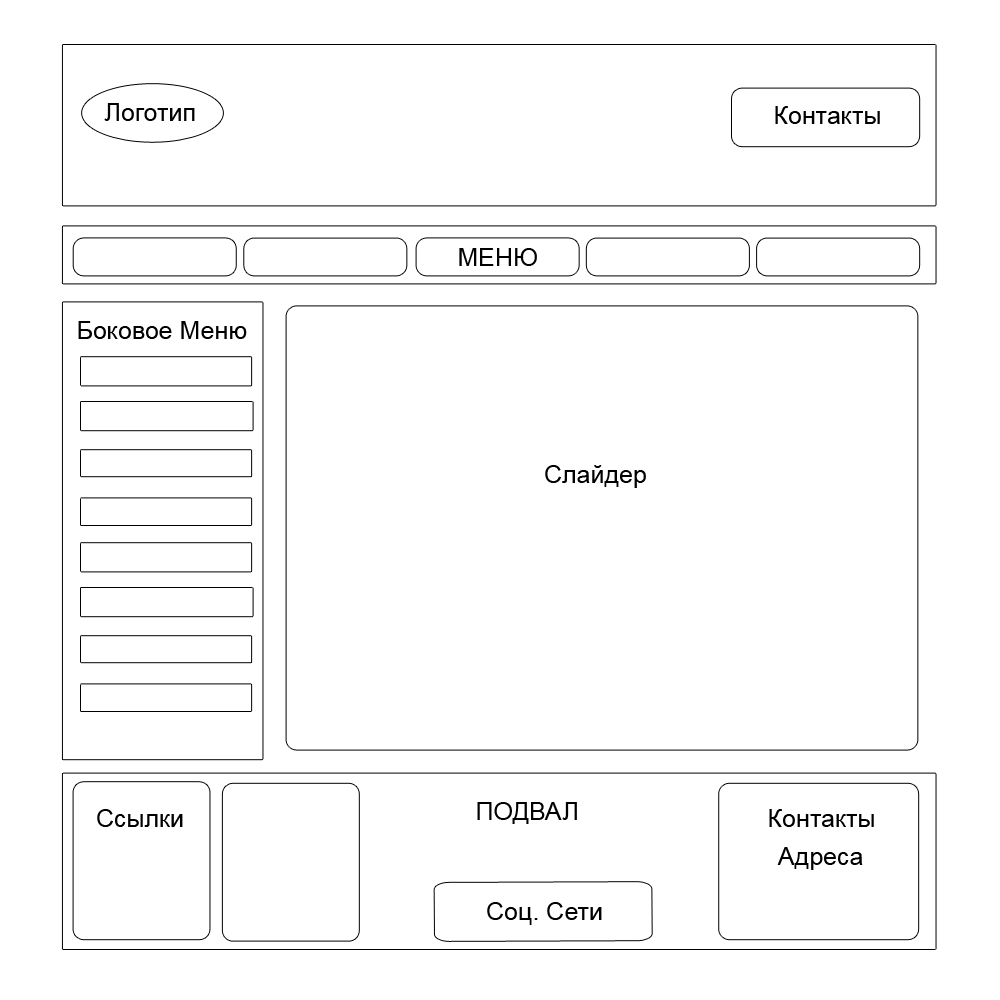 Логотип
Контакты
МЕНЮ
Боковое Меню
Слайдер
Ссылки
ПОДВАЛ
Соц. Сети
Контакты
Адреса